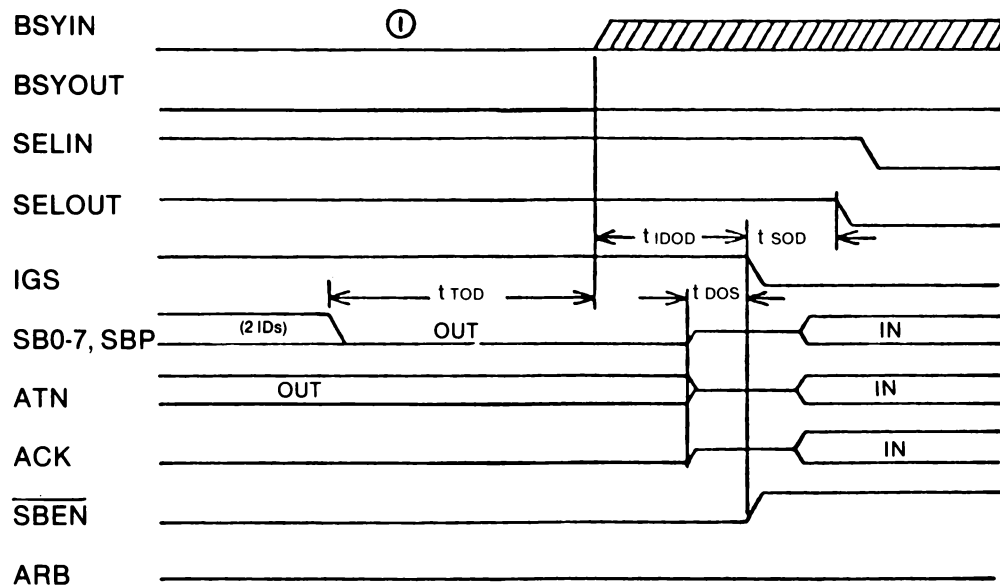 BSYIN ①
BSYOUT
SELIN
SELOUT
t IDOD t SOD
IGS
t TOD t DOS
SB0-7, SBP (2 IDs) OUT IN
ATN OUT IN
ACK IN
SBEN
ARB